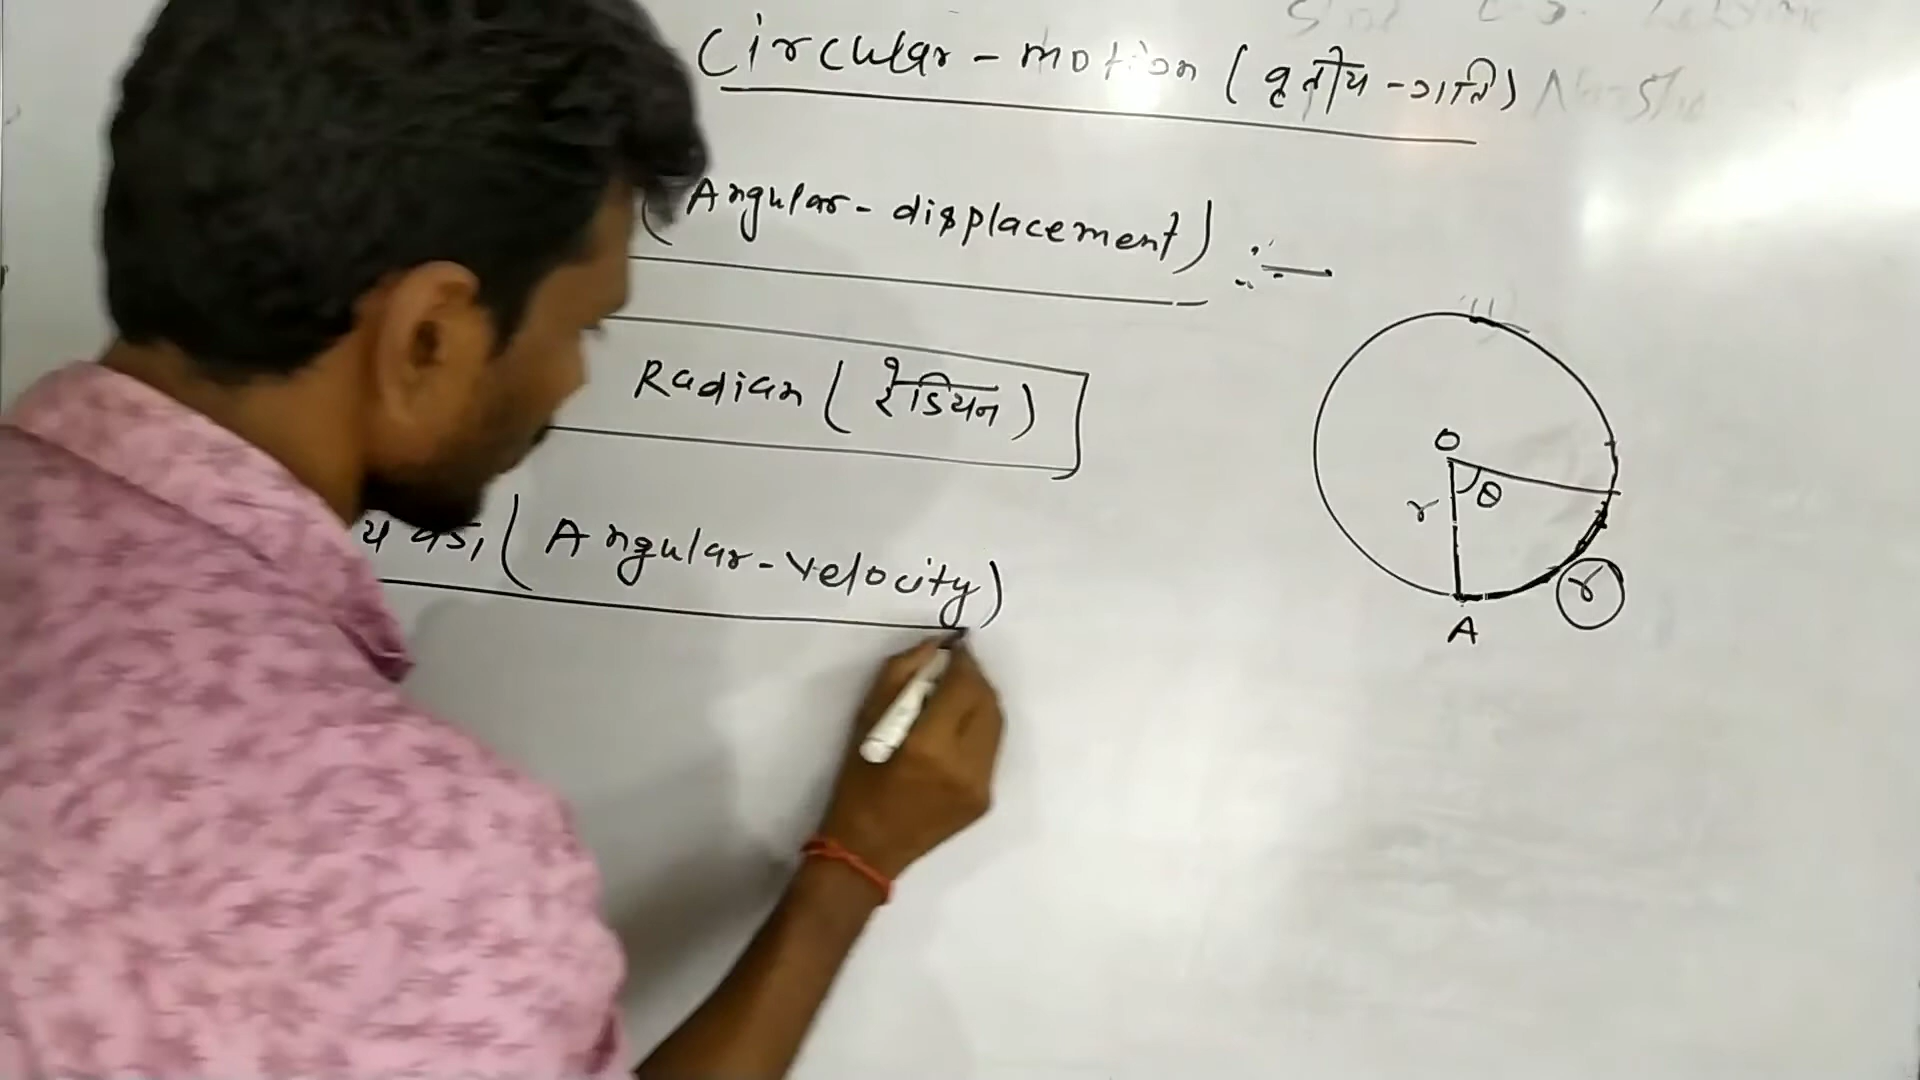 Circular - motion (वृत्तीय - गति)
(Angular - displacement) :-
Radian (रेडियन)
(Angular - velocity)
O
θ
r
r
A